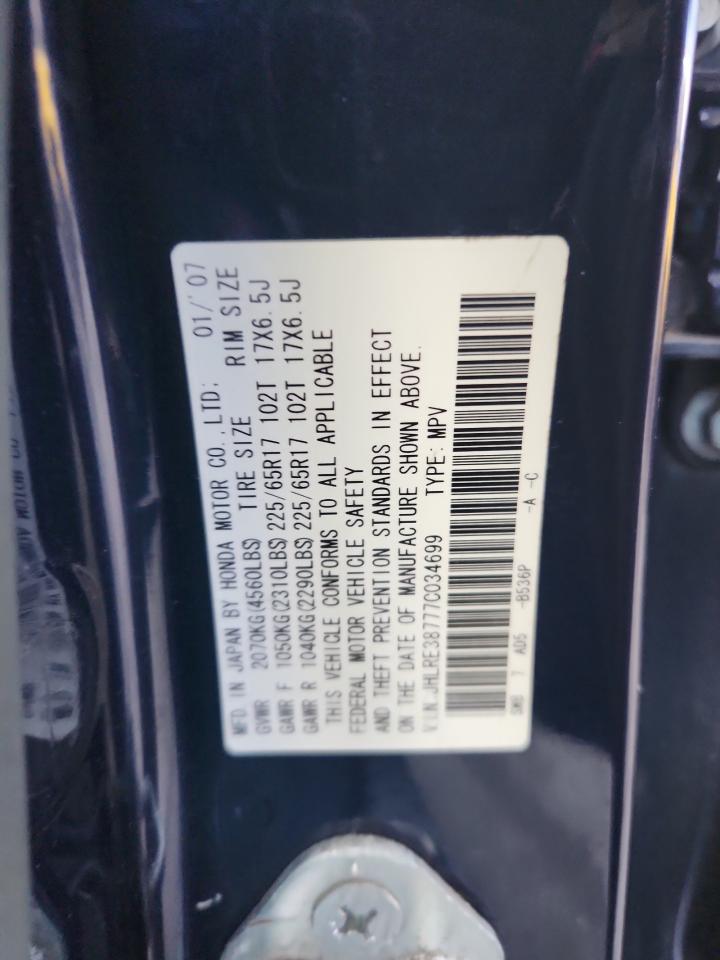 MFD. IN JAPAN BY HONDA MOTOR CO.,LTD: 01/'07
GVWR 2070KG(4560LBS) TIRE SIZE RIM SIZE
GAWR F 1050KG(2310LBS) 225/65R17 102T 17X6.5J
GAWR R 1040KG(2290LBS) 225/65R17 102T 17X6.5J
THIS VEHICLE CONFORMS TO ALL APPLICABLE
FEDERAL MOTOR VEHICLE SAFETY
AND THEFT PREVENTION STANDARDS IN EFFECT
ON THE DATE OF MANUFACTURE SHOWN ABOVE.
V.I.N. JHLRE38777C034699 TYPE: MPV
7 AD5 -B536P -A -C